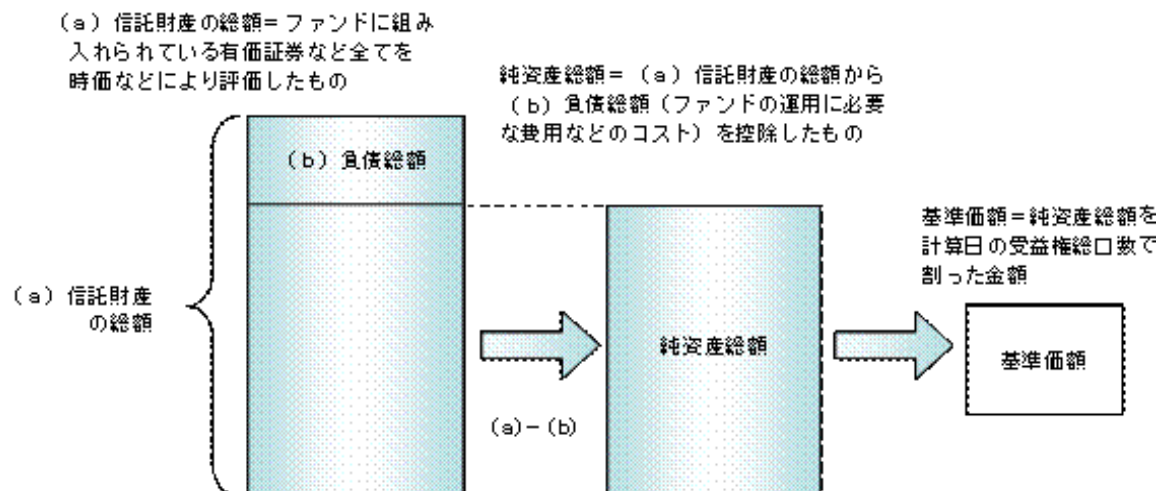 （a）信託財産の総額＝ファンドに組み
入れられている有価証券など全てを
時価などにより評価したもの
純資産総額＝（a）信託財産の総額から
（b）負債総額（ファンドの運用に必要
な費用などのコスト）を控除したもの
（b）負債総額
基準価額＝純資産総額を
計算日の受益権総口数で
割った金額
（a）信託財産
の総額
純資産総額
基準価額
(a)－(b)